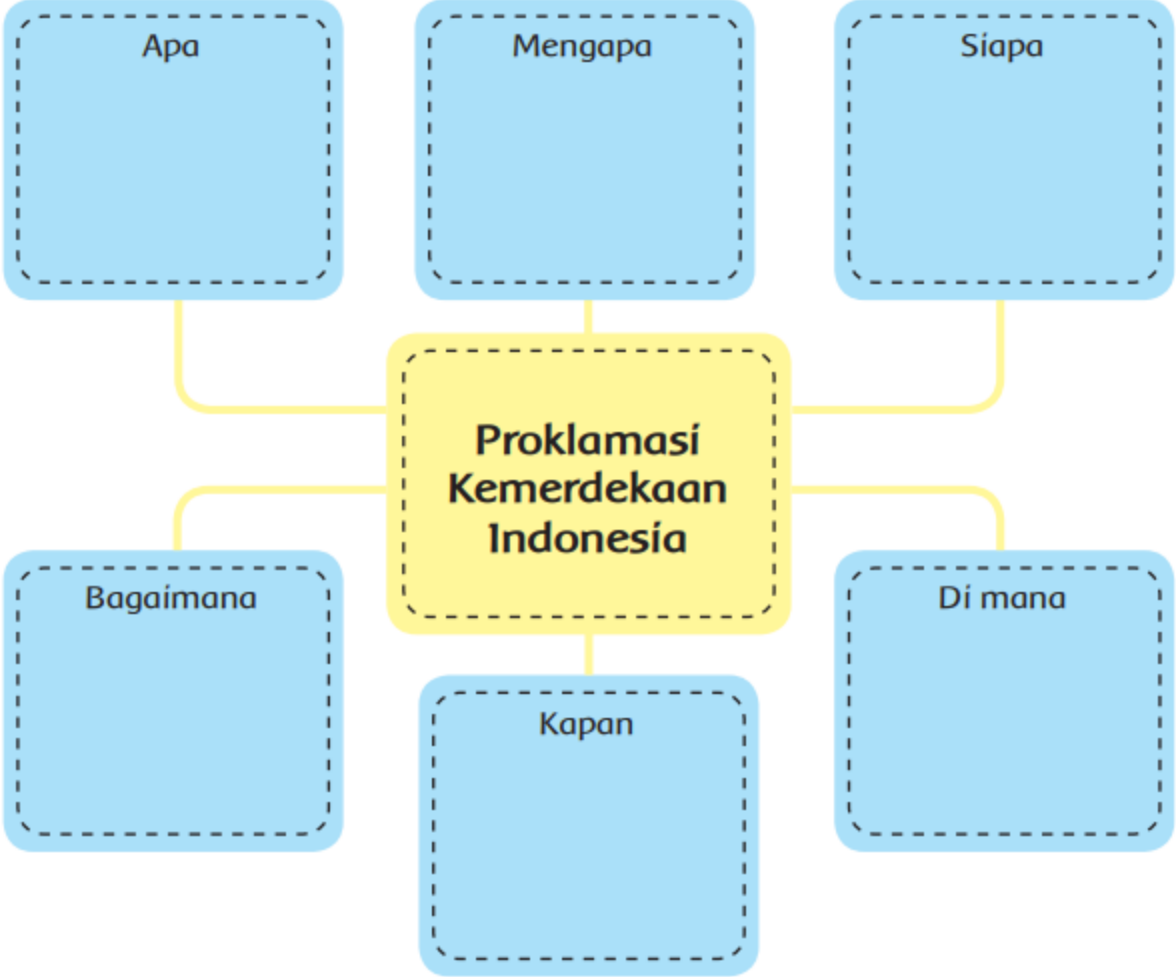 Apa
Mengapa
Siapa
Proklamasi
Kemerdekaan
Indonesia
Bagaimana
Di mana
Kapan